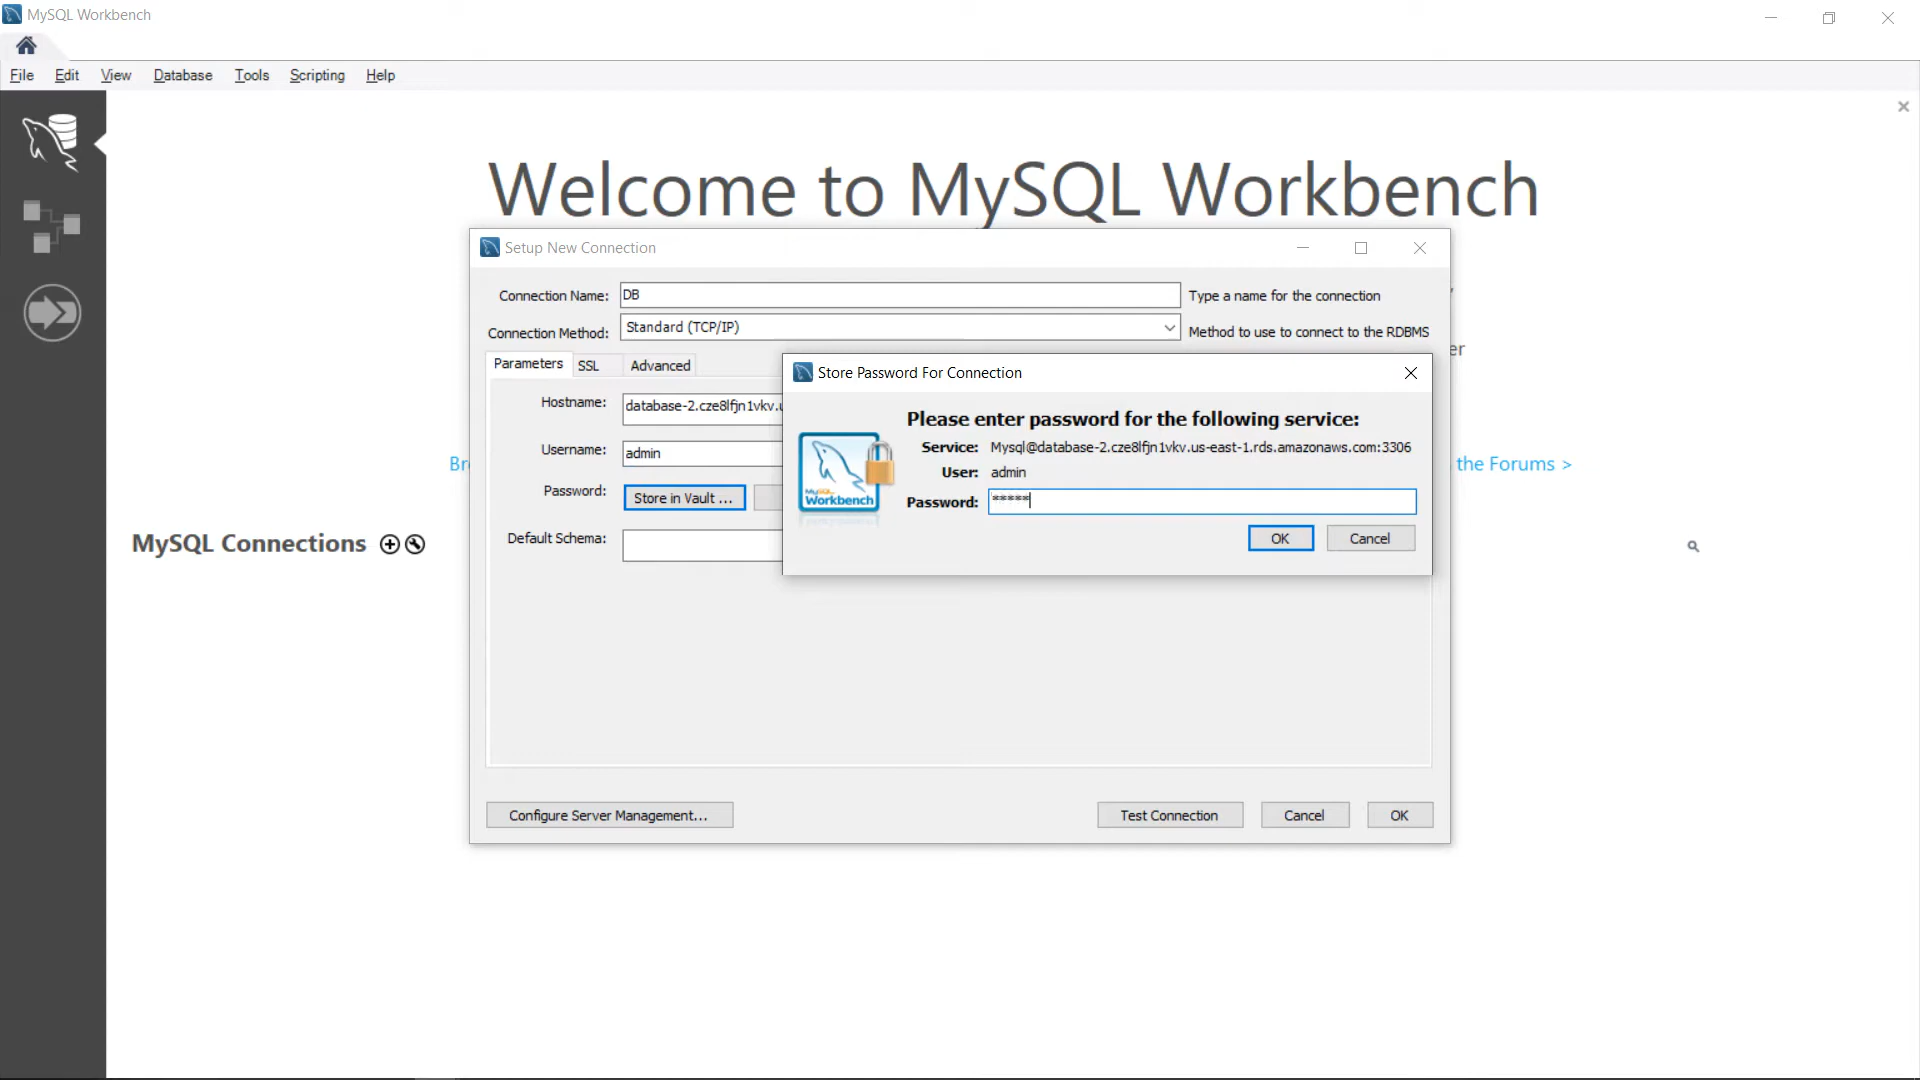 MySQL Workbench
File Edit View Database Tools Scripting Help
Welcome to MySQL Workbench
Setup New Connection
Connection Name: DB Type a name for the connection
Connection Method: Standard (TCP/IP) Method to use to connect to the RDBMS
Parameters SSL Advanced
Hostname: database-2.cze8lfjn1vkv.
Username: admin
Password: Store in Vault ...
Default Schema:
Store Password For Connection
Please enter password for the following service:
Service: Mysql@database-2.cze8lfjn1vkv.us-east-1.rds.amazonaws.com:3306
User: admin
Password: *****
MySQL Workbench
OK Cancel
er
Br
the Forums >
MySQL Connections
Configure Server Management... Test Connection Cancel OK